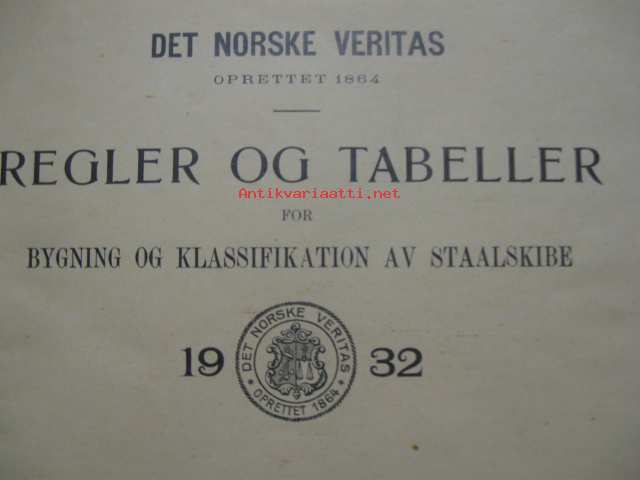 DET NORSKE VERITAS
OPRETTET 1864
REGLER OG TABELLER
Antikvariaatti.net
FOR
BYGNING OG KLASSIFIKATION AV STAALSKIBE
19 32
DET NORSKE VERITAS
OPRETTET 1864